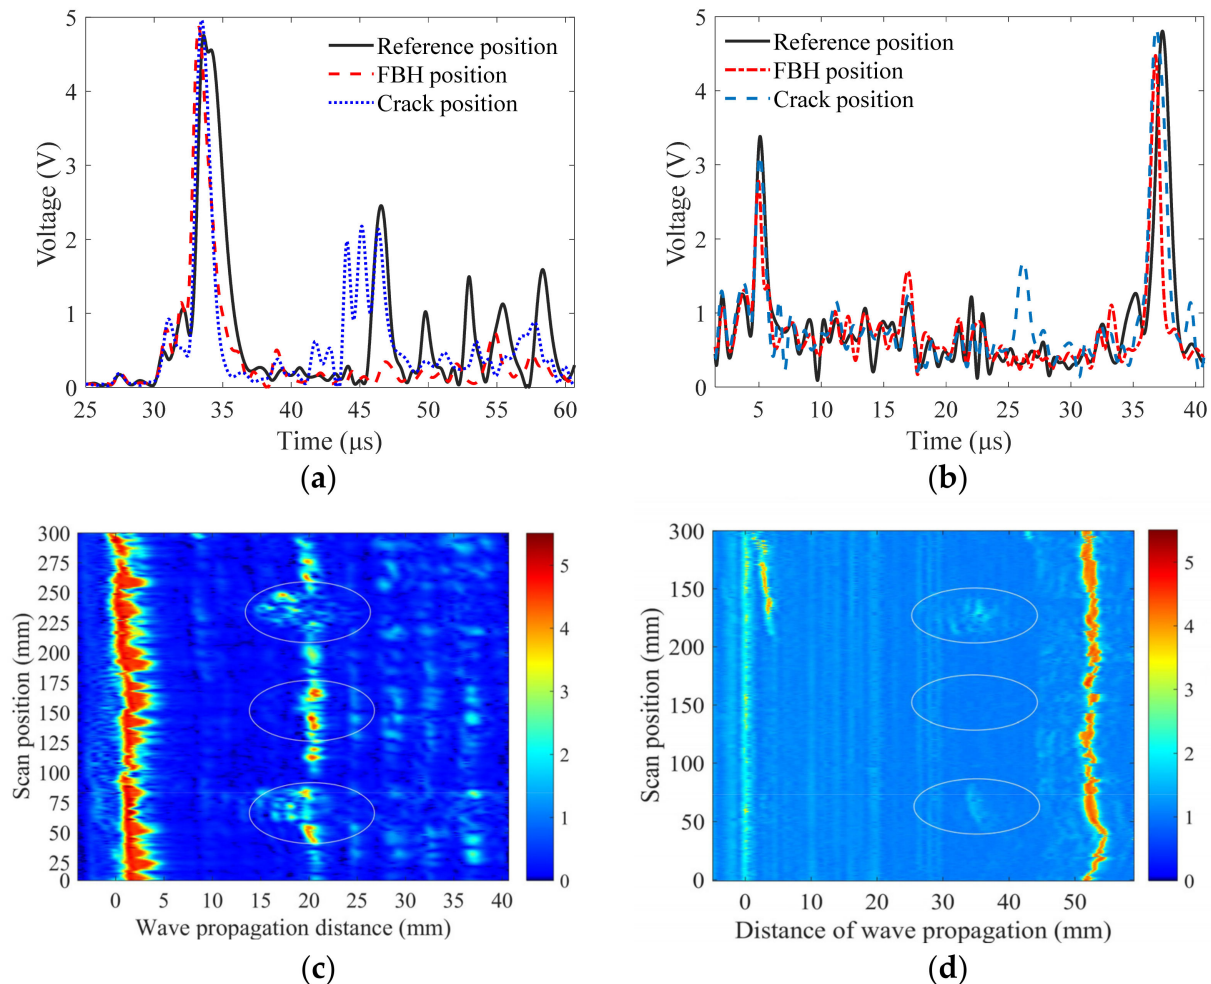 5
4
3
2
1
0
Voltage (V)
Reference position
FBH position
Crack position
25 30 35 40 45 50 55 60
Time (μs)
(a)
5
4
3
2
1
0
Voltage (V)
Reference position
FBH position
Crack position
5 10 15 20 25 30 35 40
Time (μs)
(b)
300
275
250
225
200
175
150
125
100
75
50
25
0
Scan position (mm)
0 5 10 15 20 25 30 35 40
Wave propagation distance (mm)
5
4
3
2
1
0
(c)
300
150
200
150
100
50
0
Scan position (mm)
0 10 20 30 40 50
Distance of wave propagation (mm)
5
4
3
2
1
0
(d)